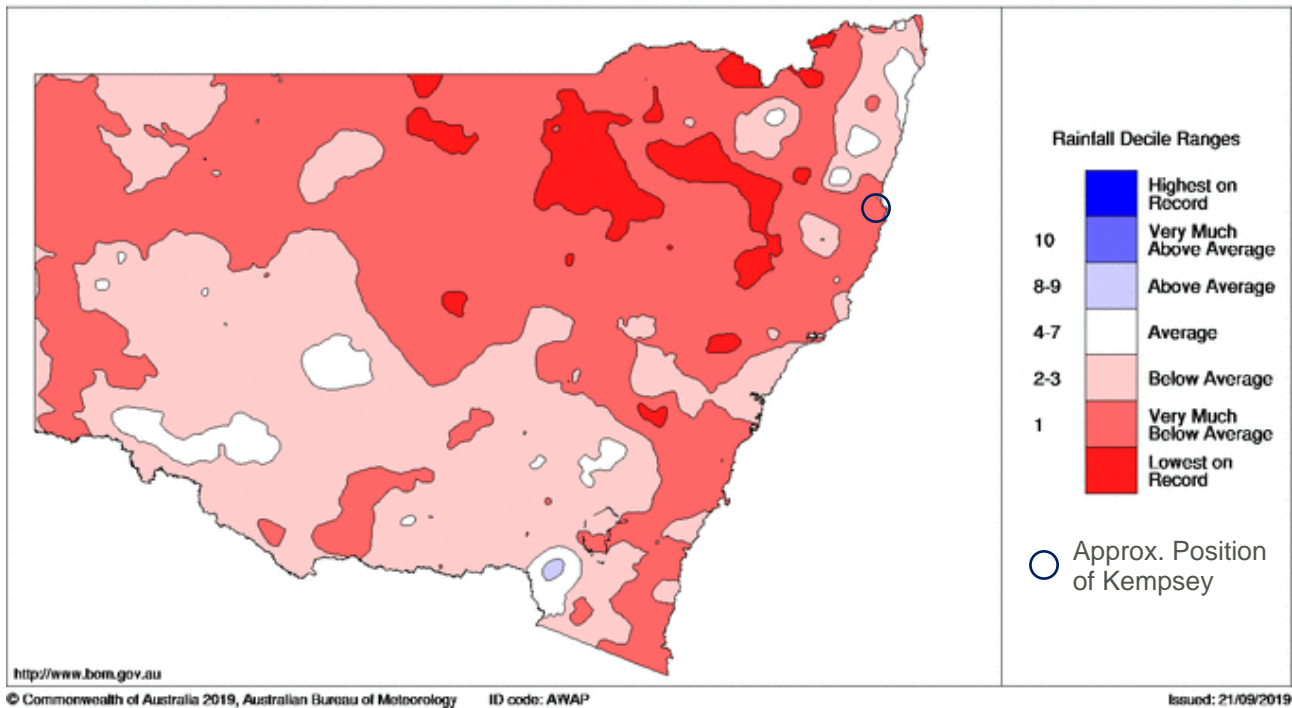 Rainfall Decile Ranges
Highest on
Record
10
Very Much
Above Average
8-9
Above Average
4-7
Average
2-3
Below Average
1
Very Much
Below Average
Lowest on
Record
Approx. Position
of Kempsey
http://www.bom.gov.au
© Commonwealth of Australia 2019, Australian Bureau of Meteorology ID code: AWAP Issued: 21/09/2019